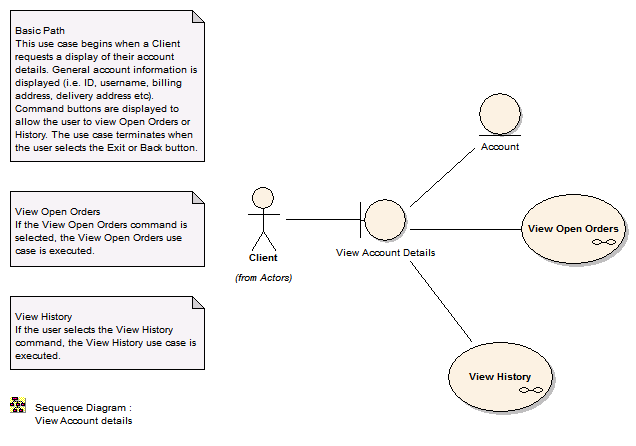 Basic Path
This use case begins when a Client
requests a display of their account
details. General account information is
displayed (i.e. ID, username, billing
address, delivery address etc).
Command buttons are displayed to
allow the user to view Open Orders or
History. The use case terminates when
the user selects the Exit or Back button.
View Open Orders
If the View Open Orders command is
selected, the View Open Orders use
case is executed.
View History
If the user selects the View History
command, the View History use case is
executed.
Sequence Diagram :
View Account details
Client
(from Actors)
View Account Details
Account
View Open Orders
View History